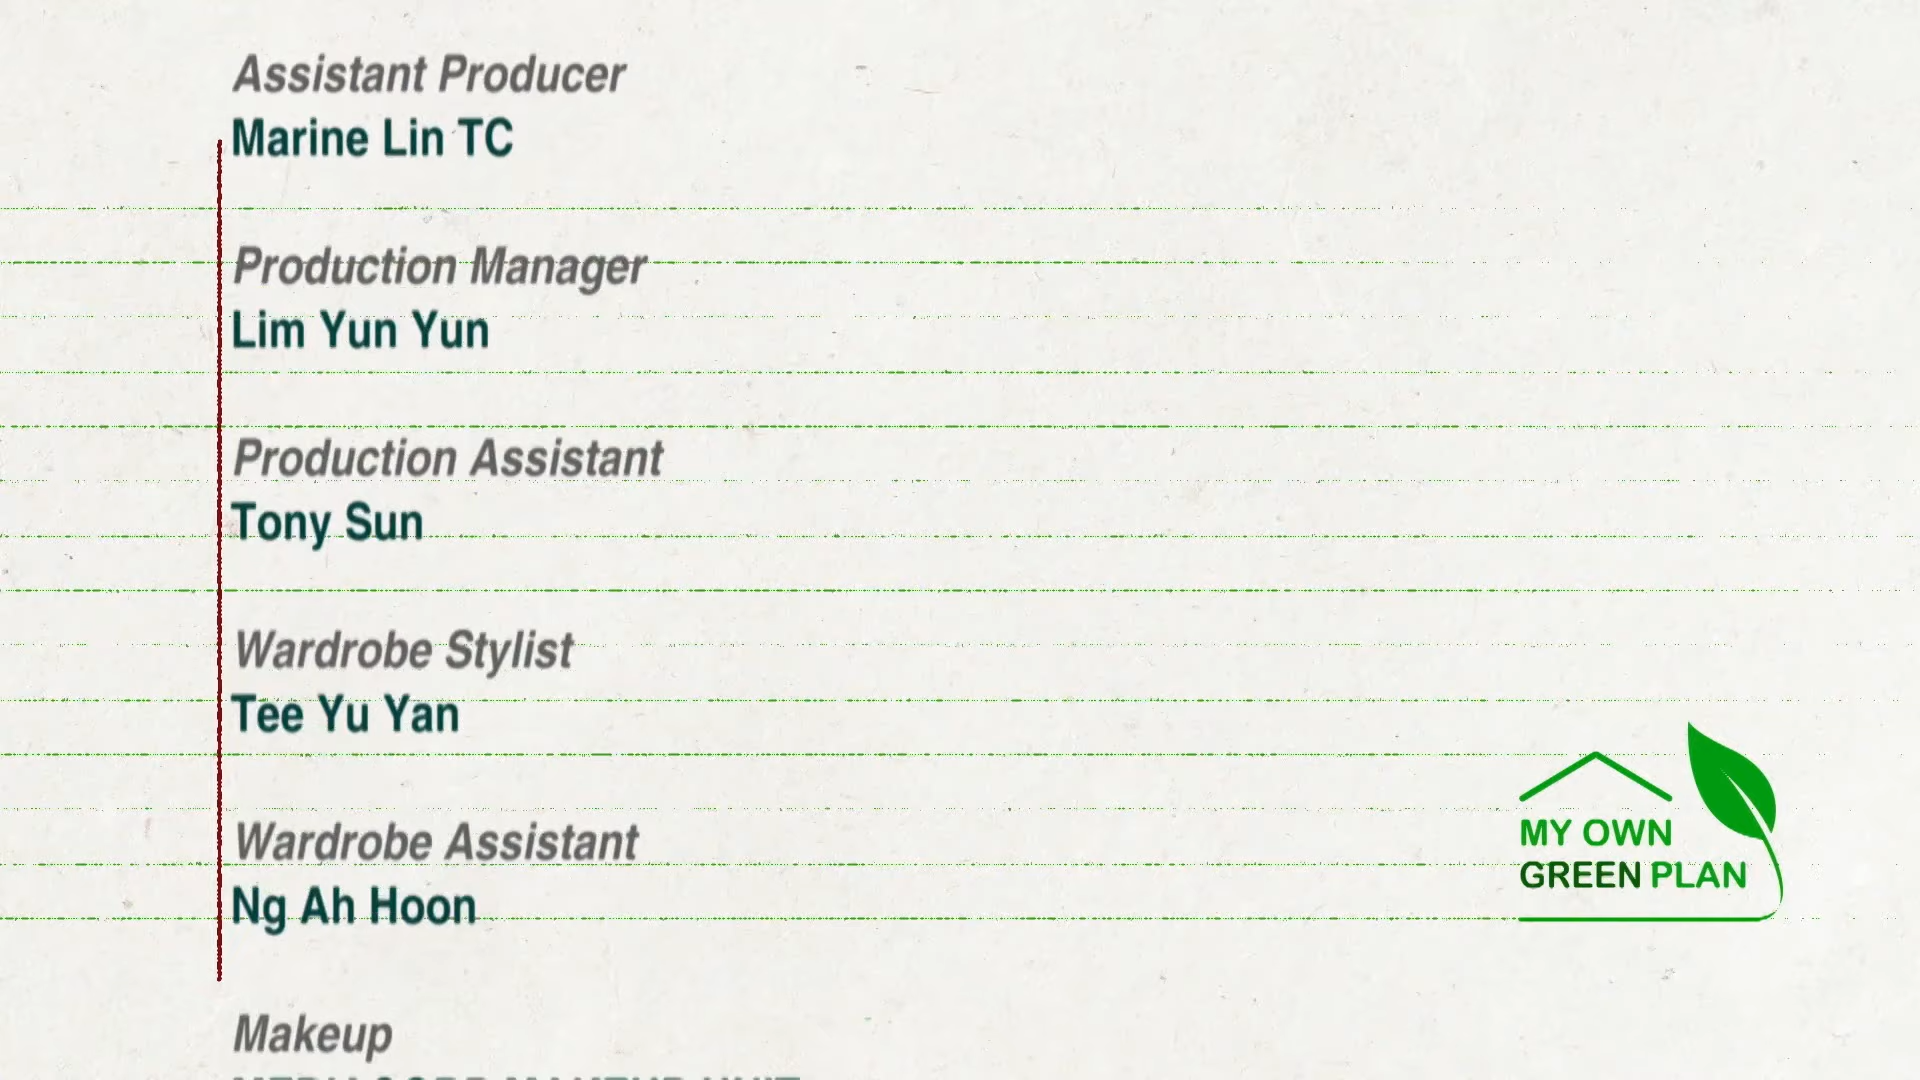 Assistant Producer
Marine Lin TC
Production Manager
Lim Yun Yun
Production Assistant
Tony Sun
Wardrobe Stylist
Tee Yu Yan
Wardrobe Assistant
Ng Ah Hoon
Makeup
MY OWN
GREEN PLAN